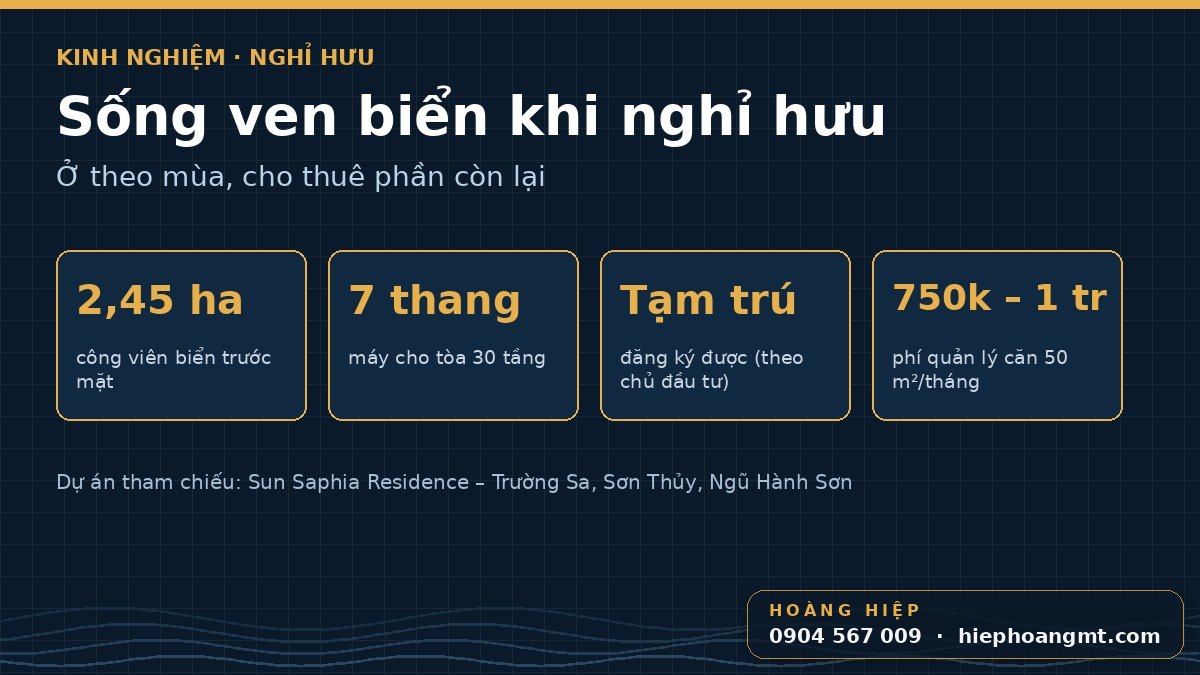 KINH NGHIỆM · NGHỈ HƯU
Sống ven biển khi nghỉ hưu
Ở theo mùa, cho thuê phần còn lại
2,45 ha
công viên biển trước
mặt
7 thang
máy cho tòa 30 tầng
Tạm trú
đăng ký được (theo
chủ đầu tư)
750k – 1 tr
phí quản lý căn 50
m²/tháng
Dự án tham chiếu: Sun Saphia Residence – Trường Sa, Sơn Thủy, Ngũ Hành Sơn
HOÀNG HIỆP
0904 567 009 · hiephoangmt.com